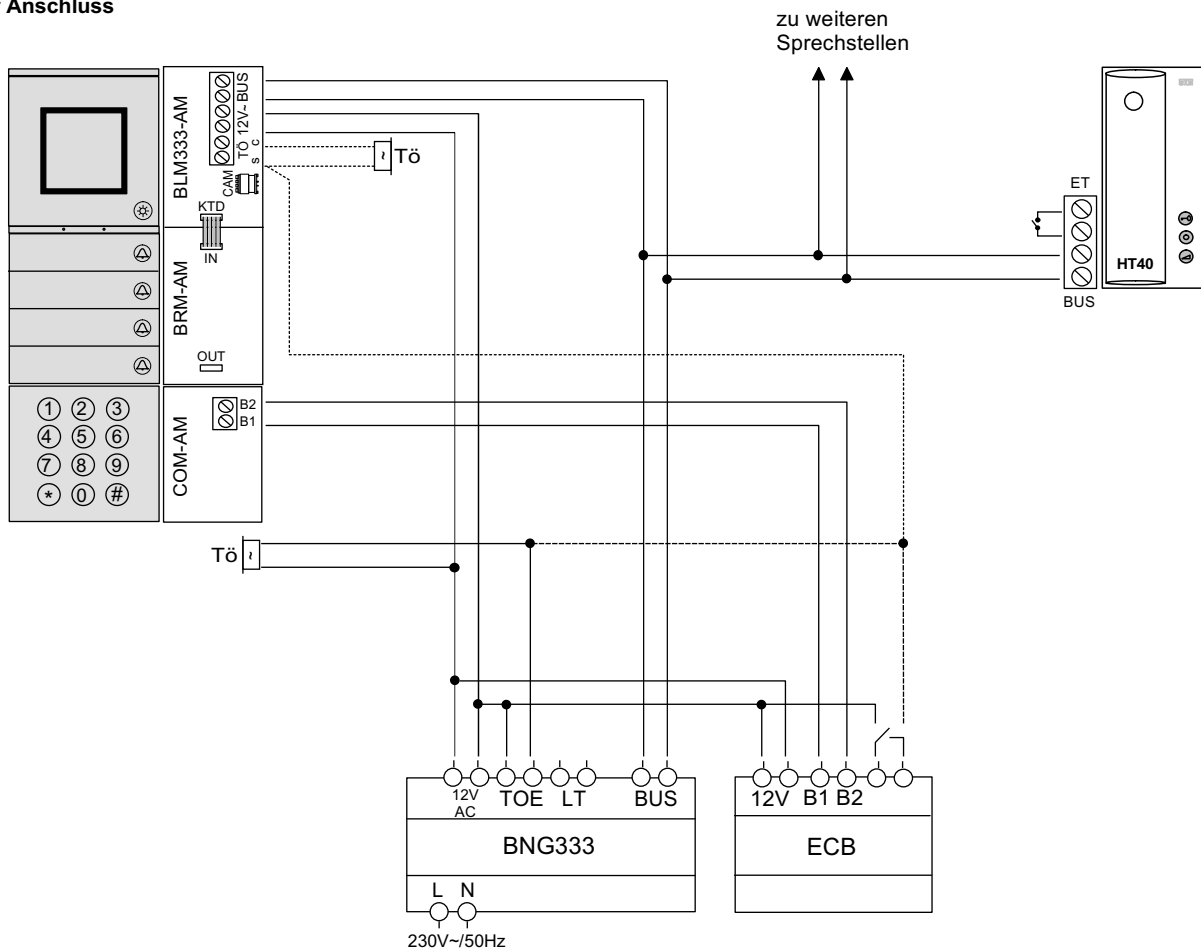 Anschluss
zu weiteren
Sprechstellen
BLM333-AM
TÖ 12V~ BUS
s c
CAM
KTD
IN
BRM-AM
OUT
Tö
ET
HT40
BUS
1 2 3
4 5 6
7 8 9
* 0 #
COM-AM
B2
B1
Tö
12V
AC
TOE
LT
BUS
BNG333
L N
230V~/50Hz
12V B1 B2
ECB